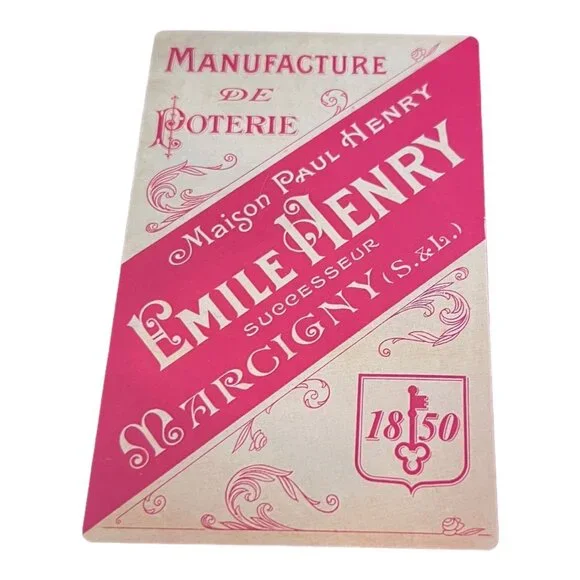 MANUFACTURE
DE
POTERIE
Maison PAUL HENRY
EMILE HENRY
SUCCESSEUR
MARCIGNY (S.&L.)
1850